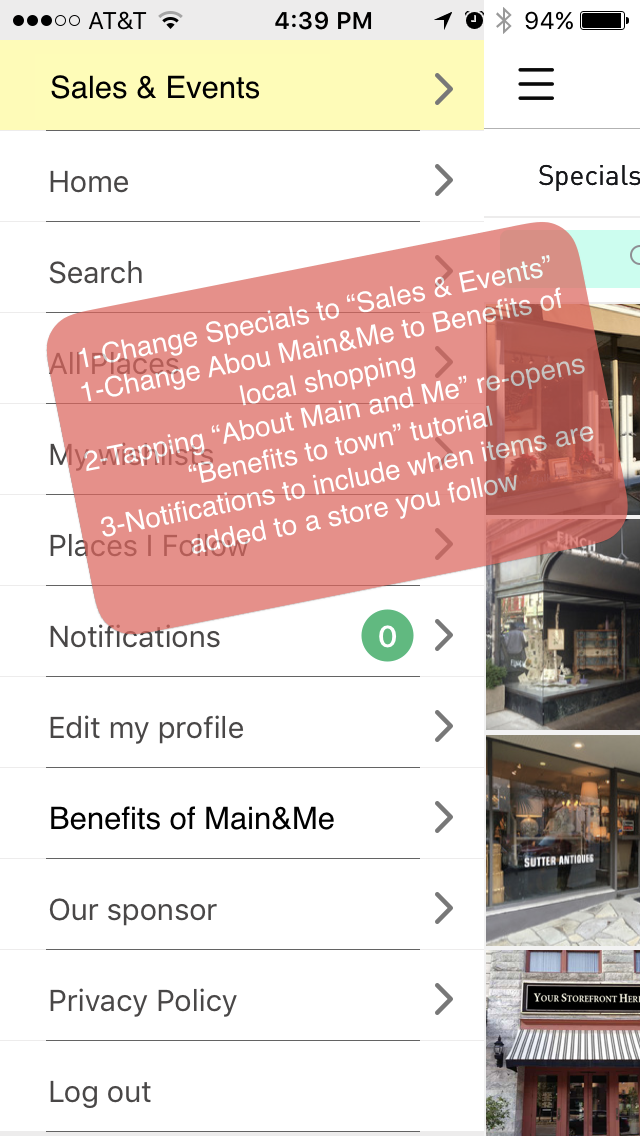 AT&T 4:39 PM 94%
Sales & Events
Specials
Home
Search
All Places
My wishlists
Places I Follow
1-Change Specials to “Sales & Events”
1-Change Abou Main&Me to Benefits of
local shopping
2-Tapping “About Main and Me” re-opens
“Benefits to town” tutorial
3-Notifications to include when items are
added to a store you follow
FINCH
Notifications 0
Edit my profile
Benefits of Main&Me
SUTTER ANTIQUES
Our sponsor
Privacy Policy
YOUR STOREFRONT HER
Log out